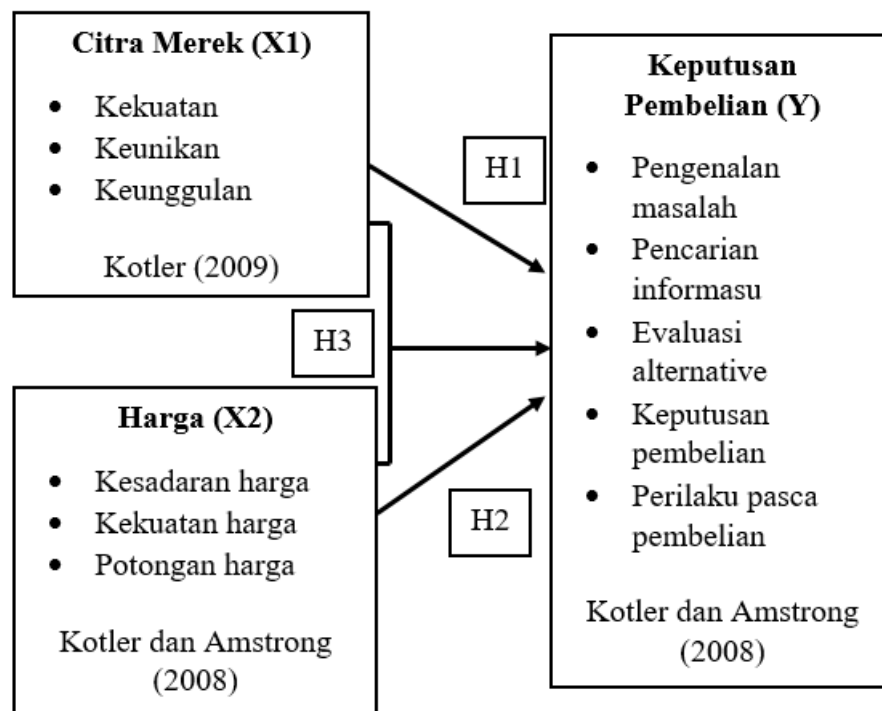 Citra Merek (X1)
• Kekuatan
• Keunikan
• Keunggulan
Kotler (2009)
H1
H3
Harga (X2)
• Kesadaran harga
• Kekuatan harga
• Potongan harga
Kotler dan Amstrong
(2008)
H2
Keputusan
Pembelian (Y)
• Pengenalan
masalah
• Pencarian
informasu
• Evaluasi
alternative
• Keputusan
pembelian
• Perilaku pasca
pembelian
Kotler dan Amstrong
(2008)